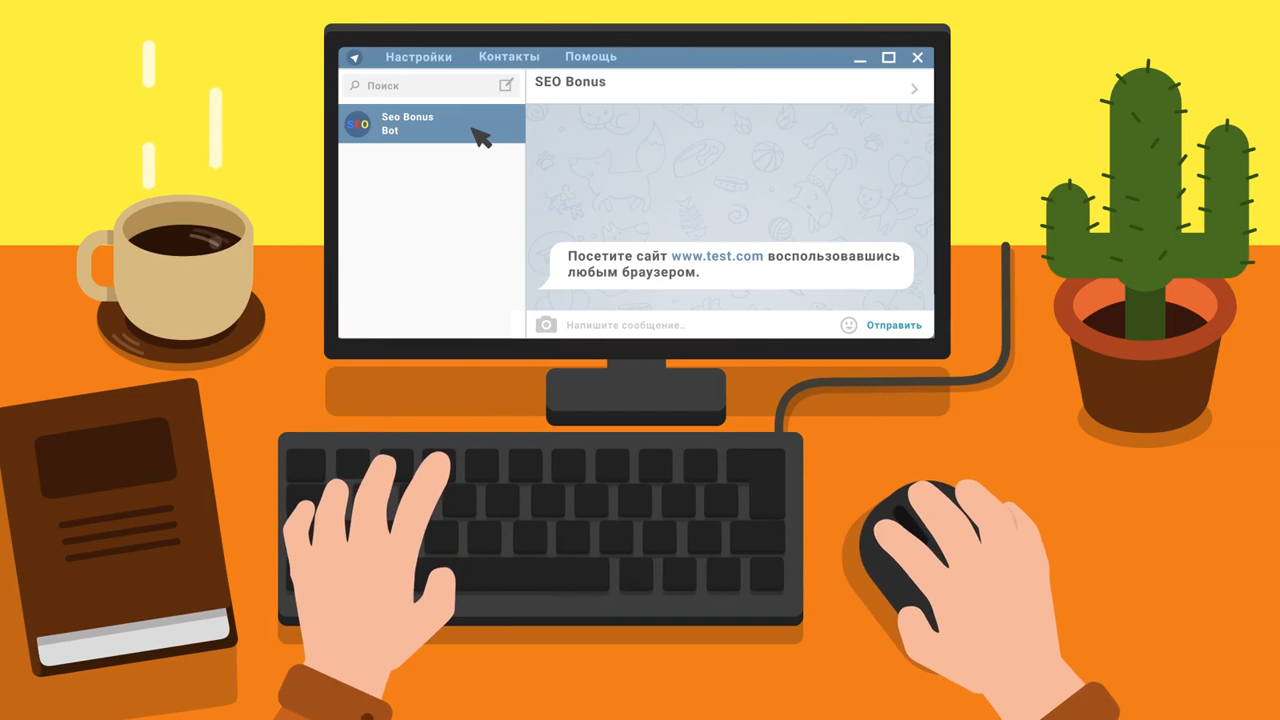 Настройки Контакты Помощь
Поиск
SEO Bonus
SEO
Seo Bonus
Bot
Посетите сайт www.test.com воспользовавшись
любым браузером.
Напишите сообщение..
Отправить